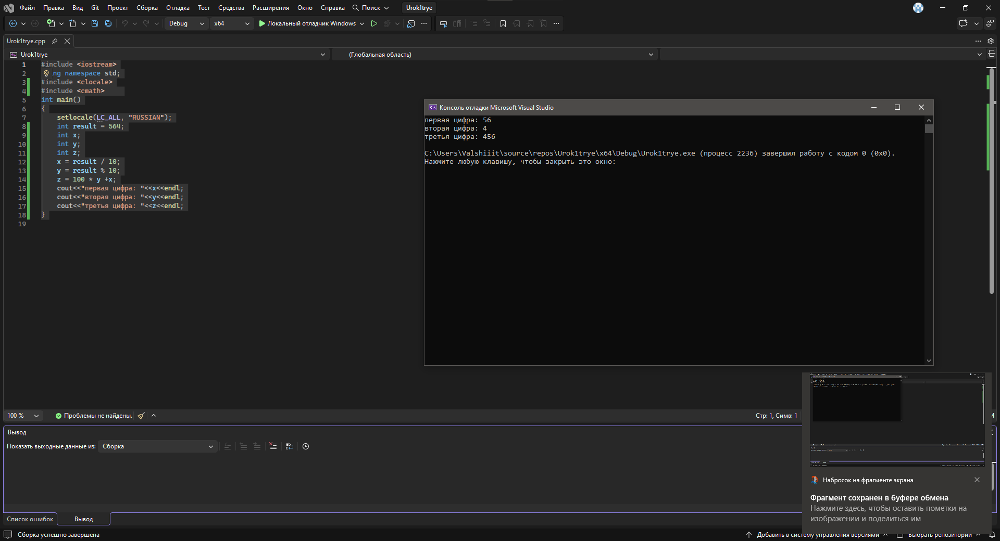 Файл Правка Вид Git Проект Сборка Отладка Тест Средства Расширения Окно Справка Поиск Urok1trye
Debug x64 Локальный отладчик Windows
Urok1trye.cpp
Urok1trye (Глобальная область)
1 #include <iostream>
2 ng namespace std;
3 #include <clocale>
4 #include <cmath>
5 int main()
6 {
7 setlocale(LC_ALL, "RUSSIAN");
8 int result = 564;
9 int x;
10 int y;
11 int z;
12 x = result / 10;
13 y = result % 10;
14 z = 100 * y +x;
15 cout<<"первая цифра: "<<x<<endl;
16 cout<<"вторая цифра: "<<y<<endl;
17 cout<<"третья цифра: "<<z<<endl;
18 }
19
Консоль отладки Microsoft Visual Studio
первая цифра: 56
вторая цифра: 4
третья цифра: 456
C:\Users\Valshiiit\source\repos\Urok1trye\x64\Debug\Urok1trye.exe (процесс 2236) завершил работу с кодом 0 (0x0).
Нажмите любую клавишу, чтобы закрыть это окно:
100 % Проблемы не найдены. Стр: 1, Симв: 1
Вывод
Показать выходные данные из: Сборка
Набросок на фрагменте экрана
Фрагмент сохранен в буфере обмена
Нажмите здесь, чтобы оставить пометки на
изображении и поделиться им
Список ошибок Вывод
Сборка успешно завершена Добавить в систему управления версиями Выбрать репозиторий